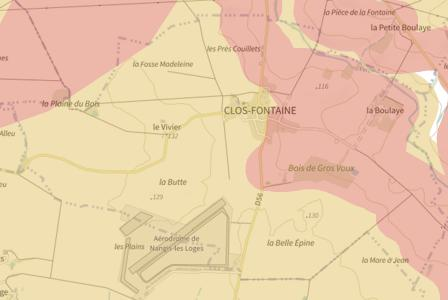 la Pièce de la Fontaine
la Petite Boulaye
les Prés Couillets
la Fosse Madeleine
.116
la Plaine du Bois
CLOS-FONTAINE
la Boulaye
le Vivier
.132
Alleu
Bois de Gros Voux
la Butte
.129
D56
.130
Aérodrome de
Nangis-les Loges
les Plains
la Belle Épine
la Mare à Jean